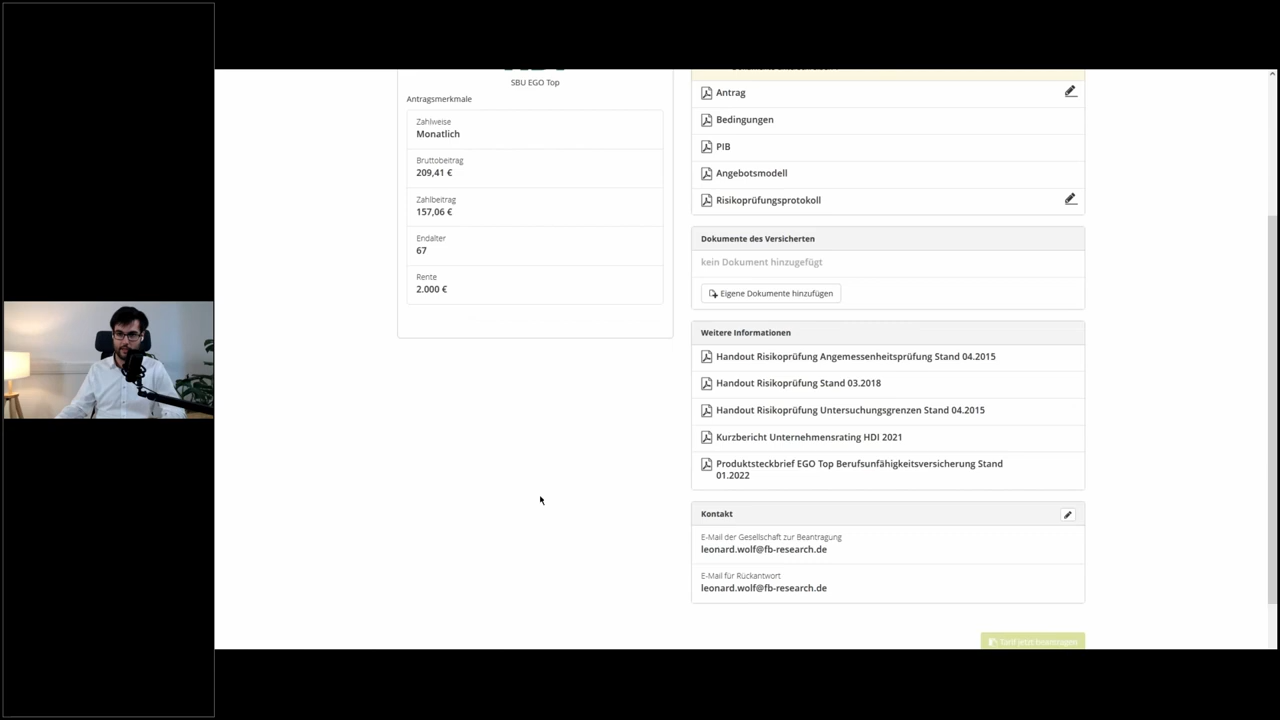 SBU EGO Top
Antragsmerkmale
Zahlweise
Monatlich
Bruttobeitrag
209,41 €
Zahlbeitrag
157,06 €
Endalter
67
Rente
2.000 €
Antrag
Bedingungen
PIB
Angebotsmodell
Risikoprüfungsprotokoll
Dokumente des Versicherten
kein Dokument hinzugefügt
Eigene Dokumente hinzufügen
Weitere Informationen
Handout Risikoprüfung Angemessenheitsprüfung Stand 04.2015
Handout Risikoprüfung Stand 03.2018
Handout Risikoprüfung Untersuchungsgrenzen Stand 04.2015
Kurzbericht Unternehmensrating HDI 2021
Produktsteckbrief EGO Top Berufsunfähigkeitsversicherung Stand
01.2022
Kontakt
E-Mail der Gesellschaft zur Beantragung
leonard.wolf@fb-research.de
E-Mail für Rückantwort
leonard.wolf@fb-research.de
Tarif jetzt beantragen